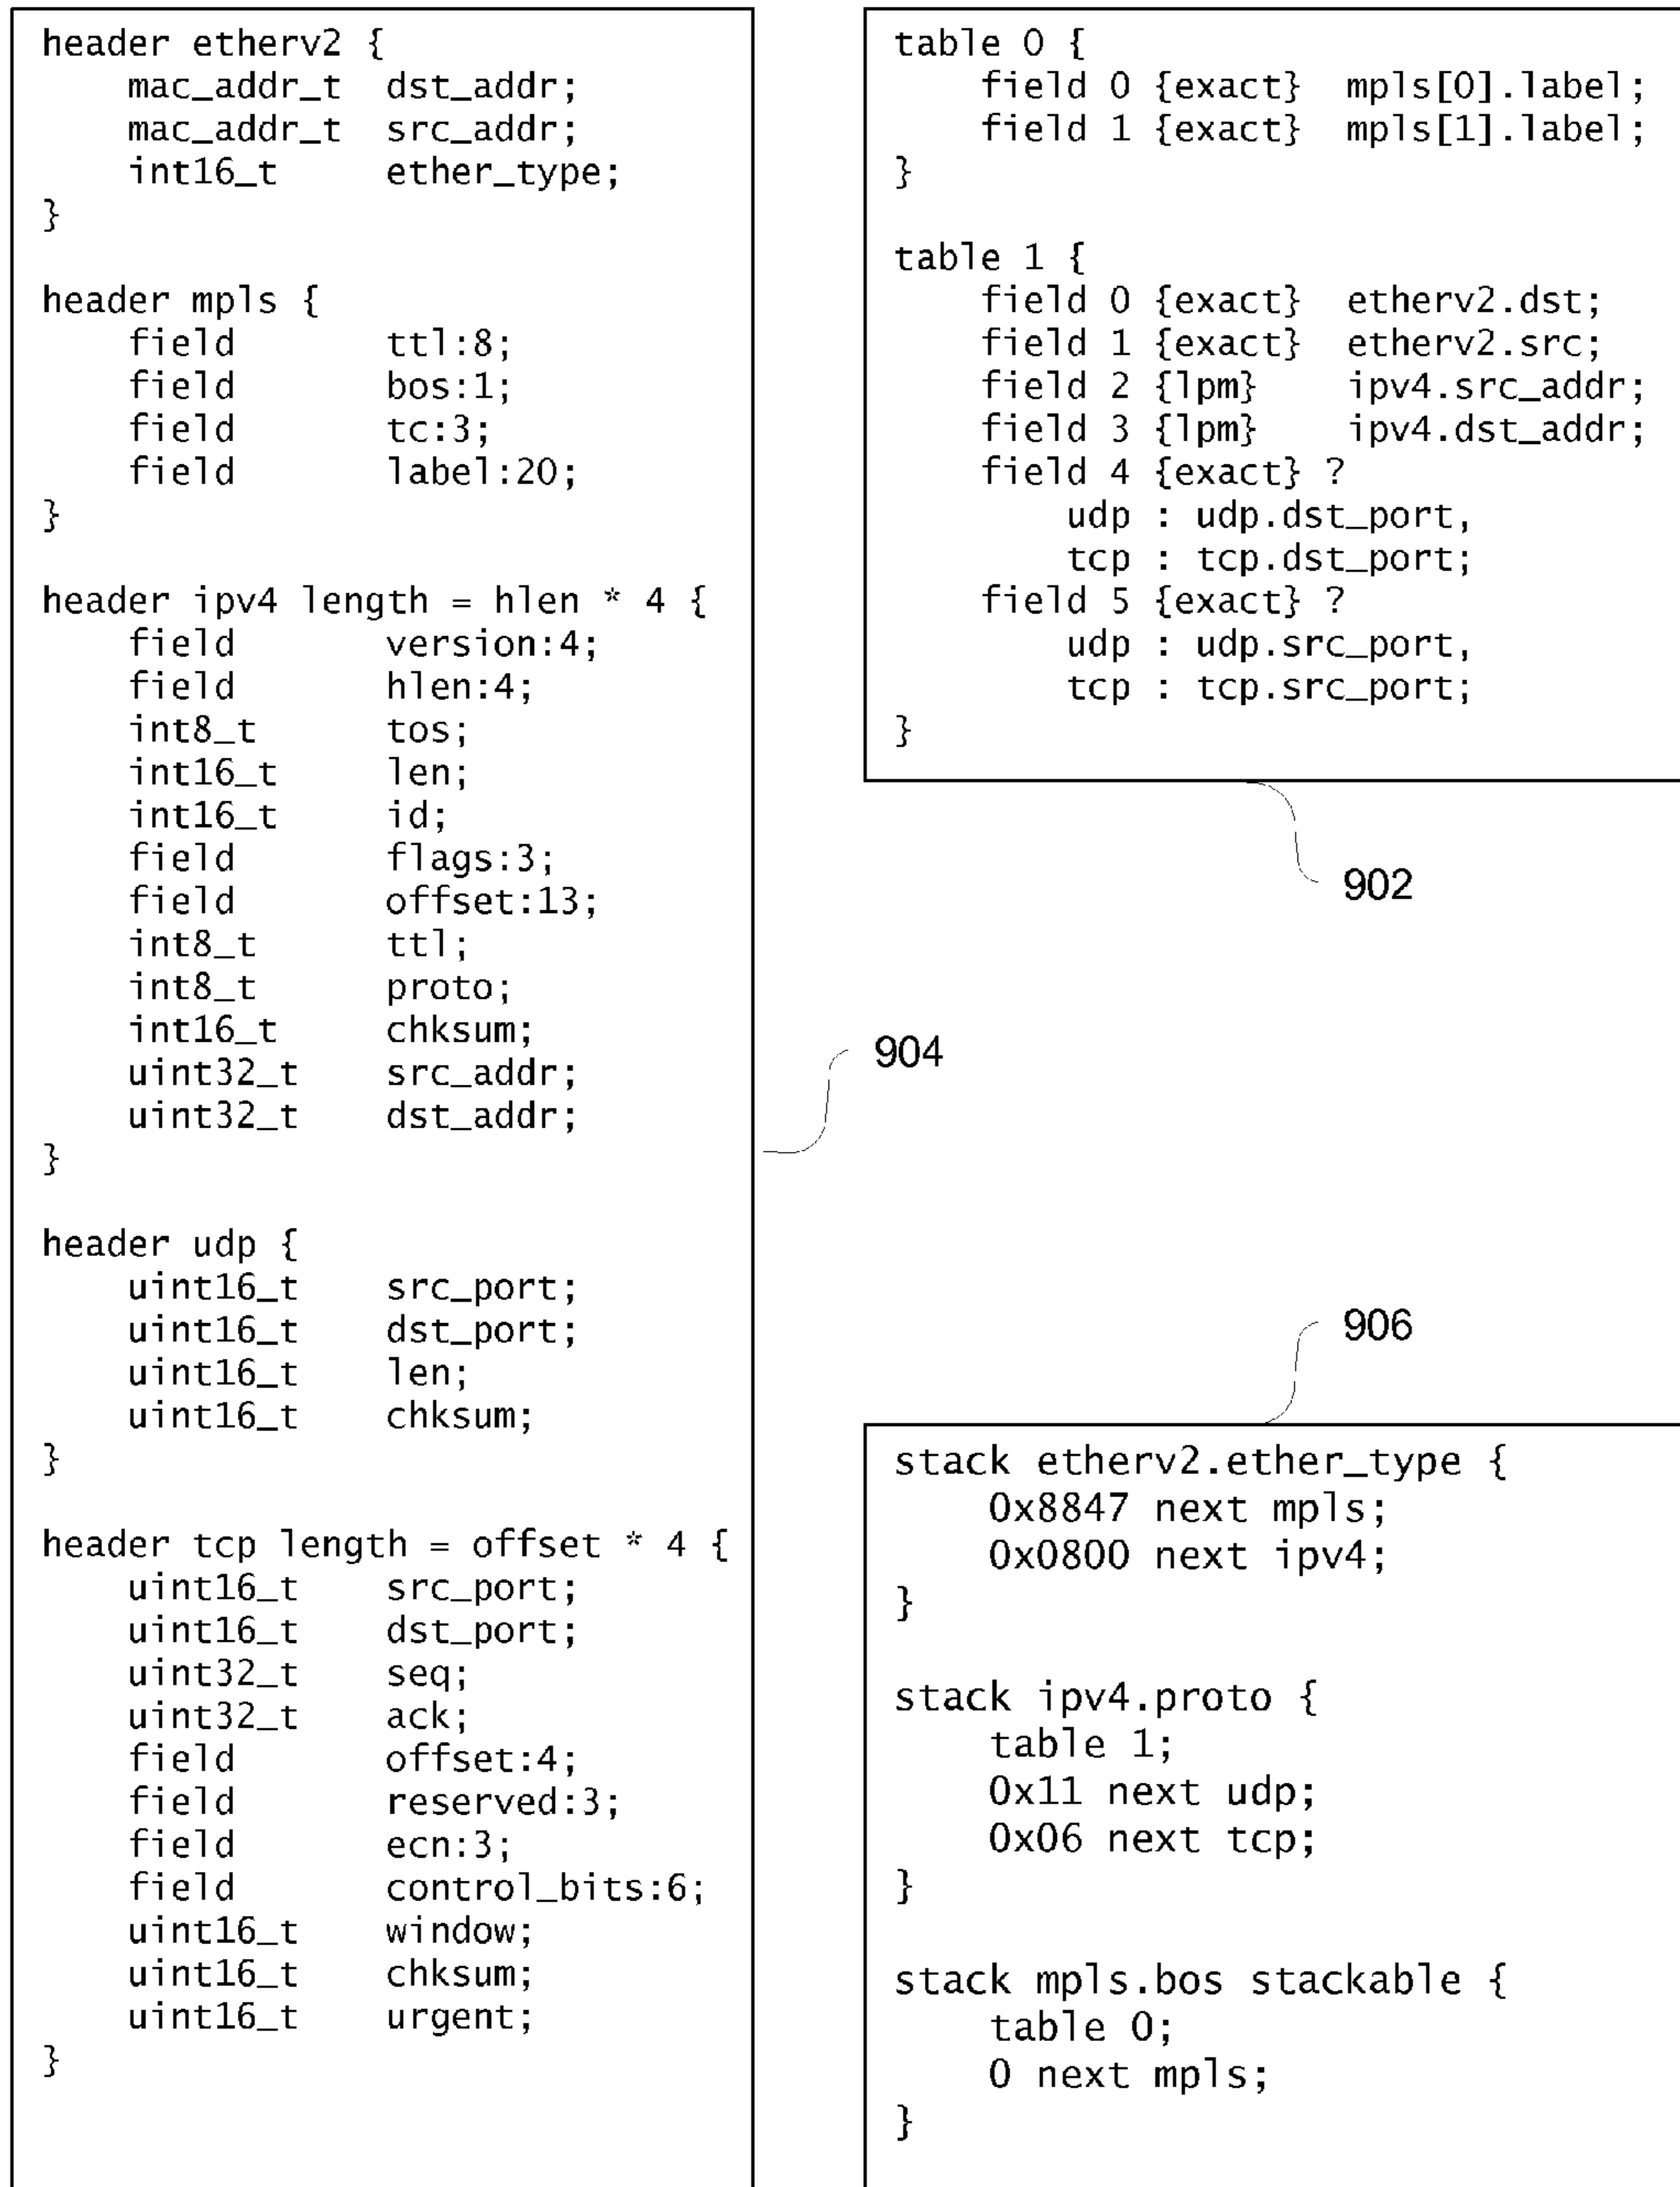 header etherv2 {
    mac_addr_t  dst_addr;
    mac_addr_t  src_addr;
    int16_t     ether_type;
}

header mpls {
    field       ttl:8;
    field       bos:1;
    field       tc:3;
    field       label:20;
}

header ipv4 length = hlen * 4 {
    field       version:4;
    field       hlen:4;
    int8_t      tos;
    int16_t     len;
    int16_t     id;
    field       flags:3;
    field       offset:13;
    int8_t      ttl;
    int8_t      proto;
    int16_t     chksum;
    uint32_t    src_addr;
    uint32_t    dst_addr;
}

header udp {
    uint16_t    src_port;
    uint16_t    dst_port;
    uint16_t    len;
    uint16_t    chksum;
}

header tcp length = offset * 4 {
    uint16_t    src_port;
    uint16_t    dst_port;
    uint32_t    seq;
    uint32_t    ack;
    field       offset:4;
    field       reserved:3;
    field       ecn:3;
    field       control_bits:6;
    uint16_t    window;
    uint16_t    chksum;
    uint16_t    urgent;
}

904

table 0 {
    field 0 {exact}  mpls[0].label;
    field 1 {exact}  mpls[1].label;
}

table 1 {
    field 0 {exact}  etherv2.dst;
    field 1 {exact}  etherv2.src;
    field 2 {lpm}    ipv4.src_addr;
    field 3 {lpm}    ipv4.dst_addr;
    field 4 {exact} ?
        udp : udp.dst_port,
        tcp : tcp.dst_port;
    field 5 {exact} ?
        udp : udp.src_port,
        tcp : tcp.src_port;
}

902

906

stack etherv2.ether_type {
    0x8847 next mpls;
    0x0800 next ipv4;
}

stack ipv4.proto {
    table 1;
    0x11 next udp;
    0x06 next tcp;
}

stack mpls.bos stackable {
    table 0;
    0 next mpls;
}